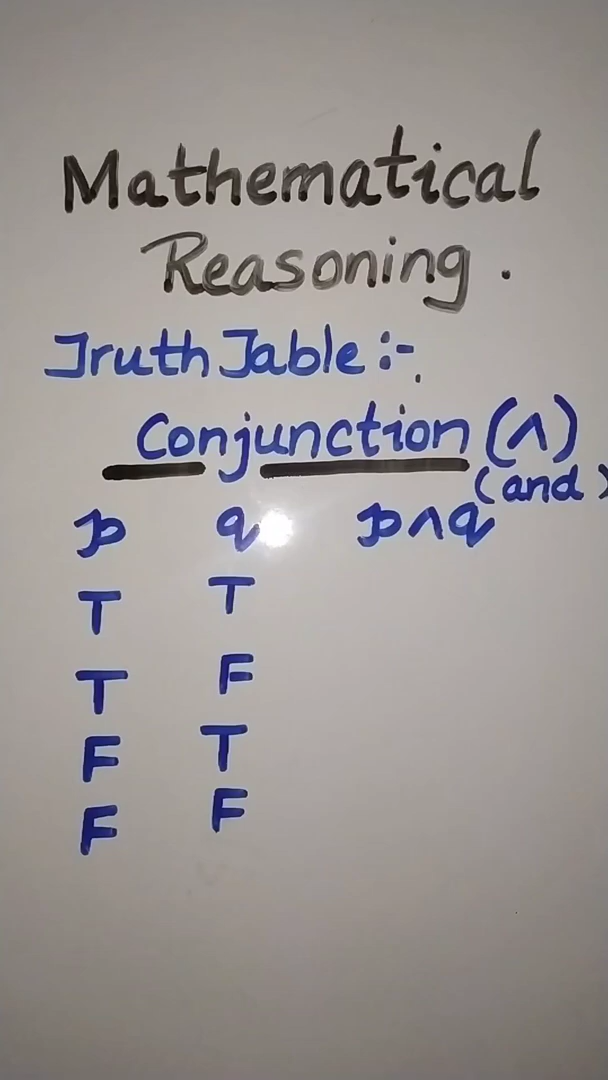 Mathematical
Reasoning.
Truth Table:-
Conjunction (∧)
(and)
p q p∧q
T T
T F
F T
F F